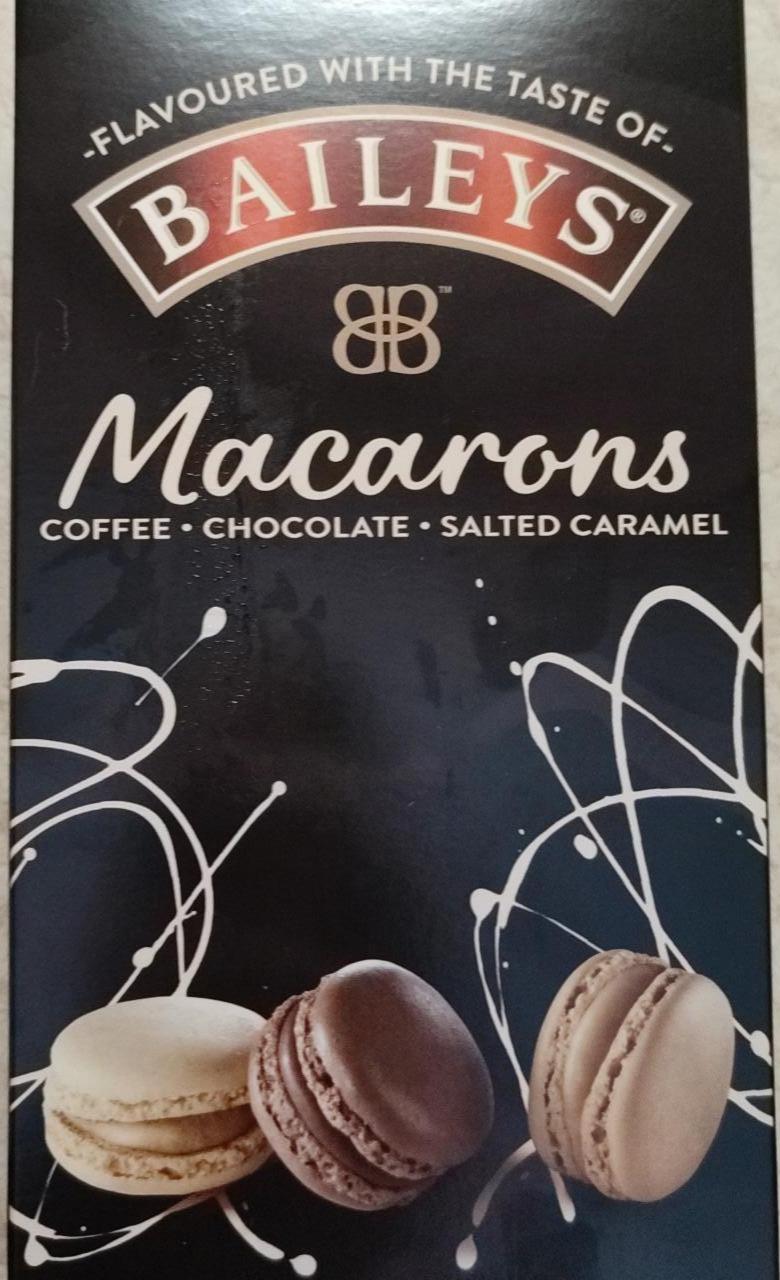 -FLAVOURED WITH THE TASTE OF-
BAILEYS®
BB™
Macarons
COFFEE • CHOCOLATE • SALTED CARAMEL